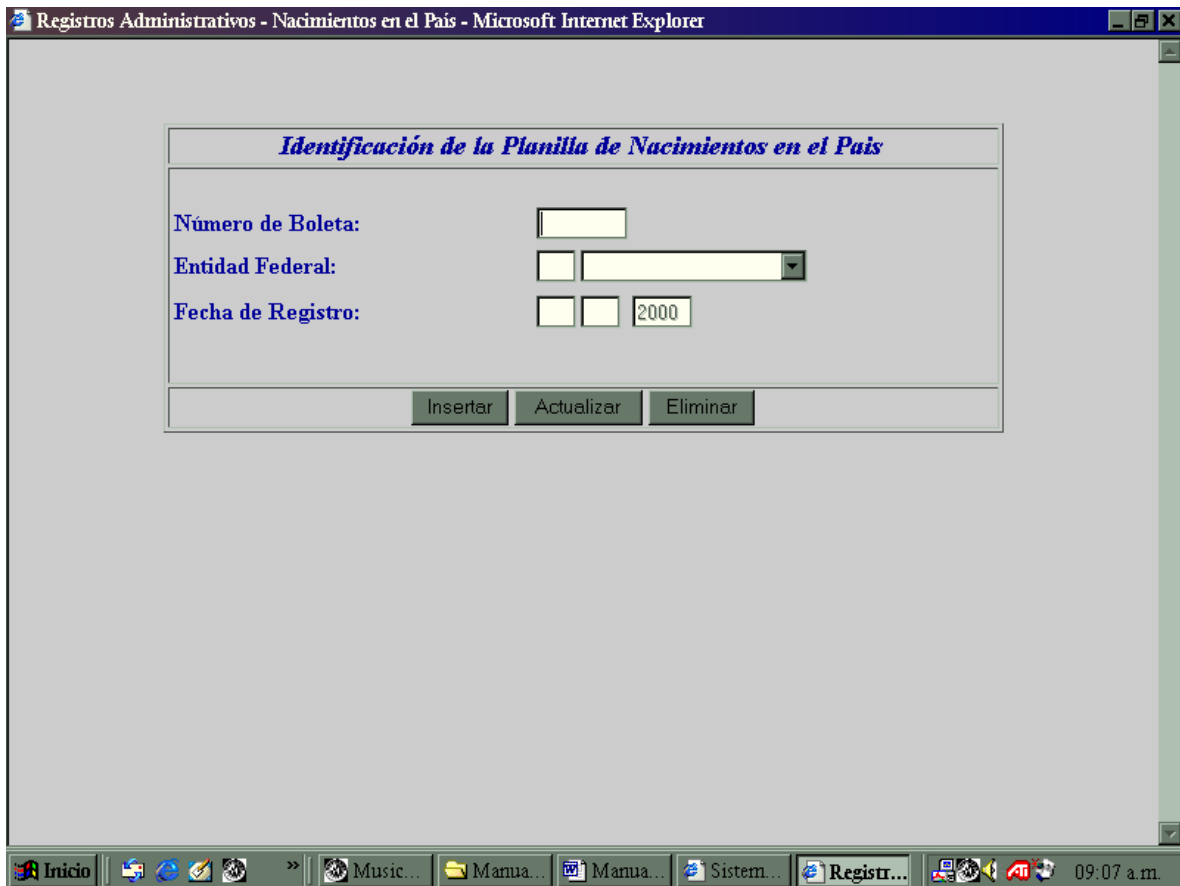 Registros Administrativos - Nacimientos en el País - Microsoft Internet Explorer
Identificación de la Planilla de Nacimientos en el Pais
Número de Boleta:
Entidad Federal:
Fecha de Registro: 2000
Insertar Actualizar Eliminar
Inicio » Music... Manua... Manua... Sistem... Registr... 09:07 a.m.